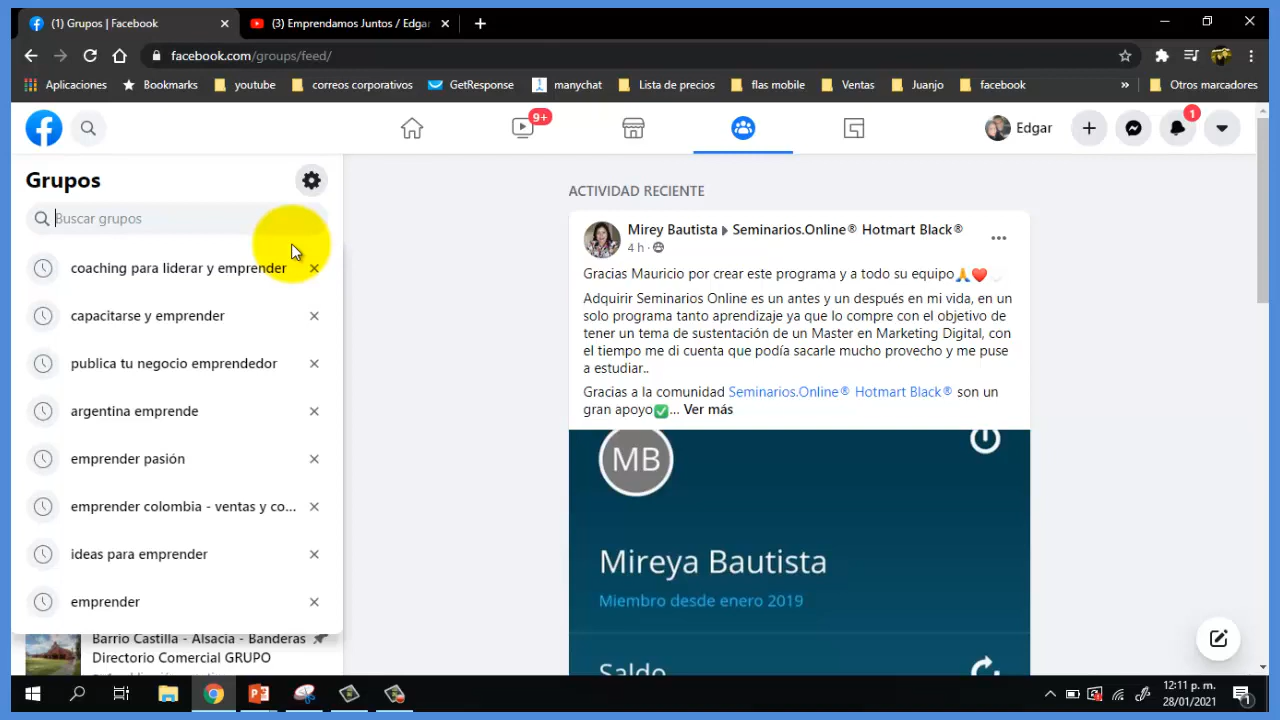 (1) Grupos | Facebook
(3) Emprendamos Juntos / Edgar
facebook.com/groups/feed/
Aplicaciones
Bookmarks
youtube
correos corporativos
GetResponse
manychat
Lista de precios
flas mobile
Ventas
Juanjo
facebook
»
Otros marcadores
9+
Edgar
1
Grupos
Buscar grupos
coaching para liderar y emprender
capacitarse y emprender
publica tu negocio emprendedor
argentina emprende
emprender pasión
emprender colombia - ventas y co...
ideas para emprender
emprender
Barrio Castilla - Alsacia - Banderas
Directorio Comercial GRUPO
ACTIVIDAD RECIENTE
Mirey Bautista ▸ Seminarios.Online® Hotmart Black®
4 h ·
Gracias Mauricio por crear este programa y a todo su equipo🙏❤️
Adquirir Seminarios Online es un antes y un después en mi vida, en un
solo programa tanto aprendizaje ya que lo compre con el objetivo de
tener un tema de sustentación de un Master en Marketing Digital, con
el tiempo me di cuenta que podía sacarle mucho provecho y me puse
a estudiar..
Gracias a la comunidad Seminarios.Online® Hotmart Black® son un
gran apoyo✅... Ver más
MB
Mireya Bautista
Miembro desde enero 2019
Saldo
12:11 p. m.
28/01/2021
1